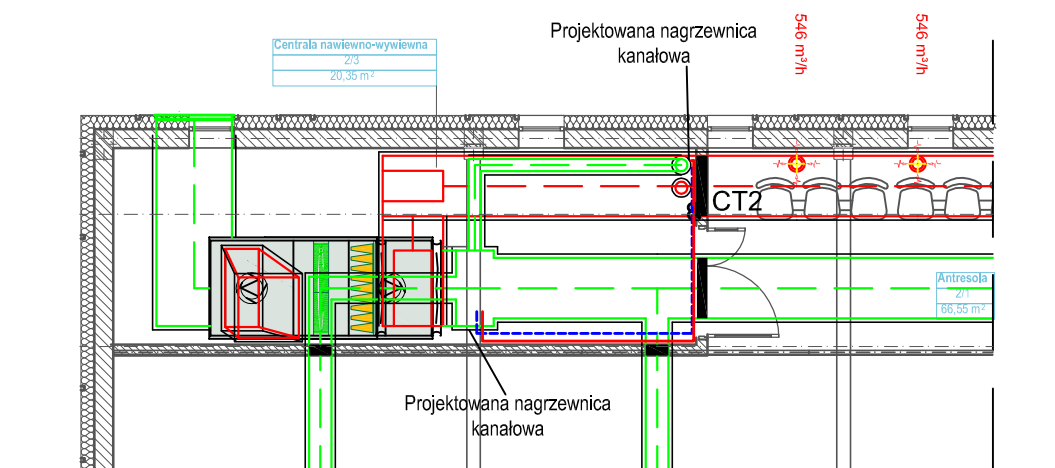 Projektowana nagrzewnica
kanałowa
546 m³/h
546 m³/h
Centrala nawiewno-wywiewna
2/3
20,35 m²
CT2
Antresola
2/1
66,55 m²
Projektowana nagrzewnica
kanałowa